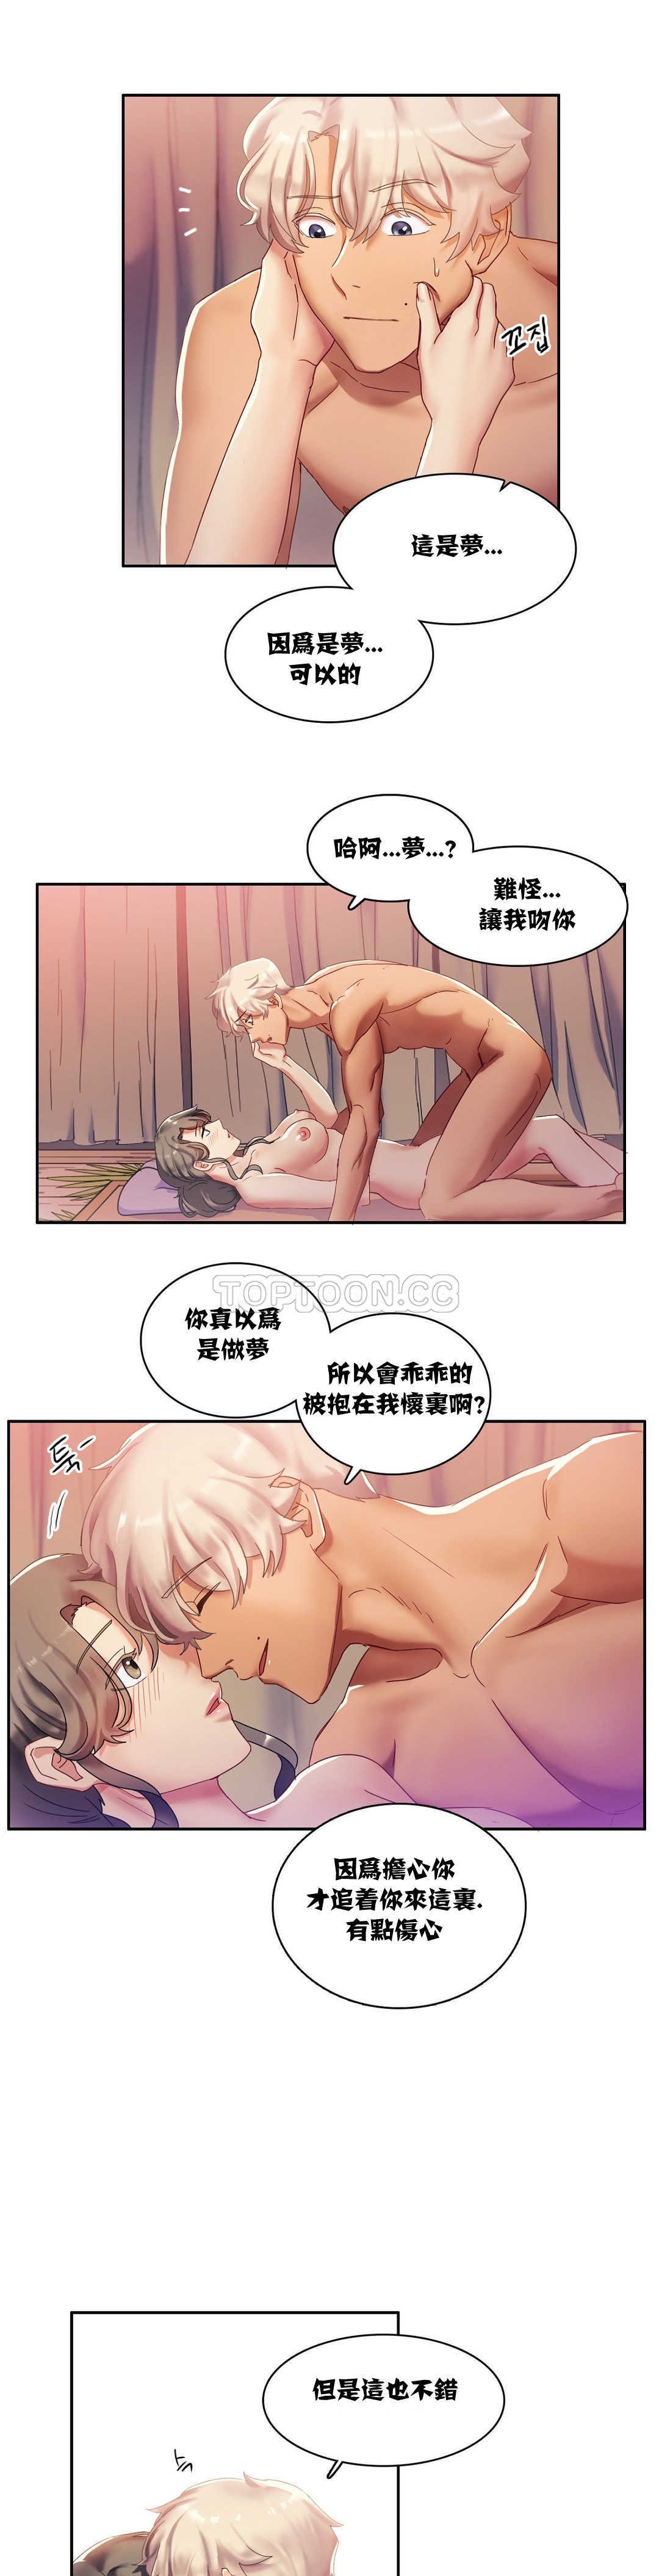 꼬집
這是夢...
因爲是夢...
可以的
哈阿...夢...?
難怪...
讓我吻你
TOPTOON.CC
你真以爲
是做夢
所以會乖乖的
被抱在我懷裏啊?
툭-
因爲擔心你
才追着你來這裏.
有點傷心
但是這也不錯